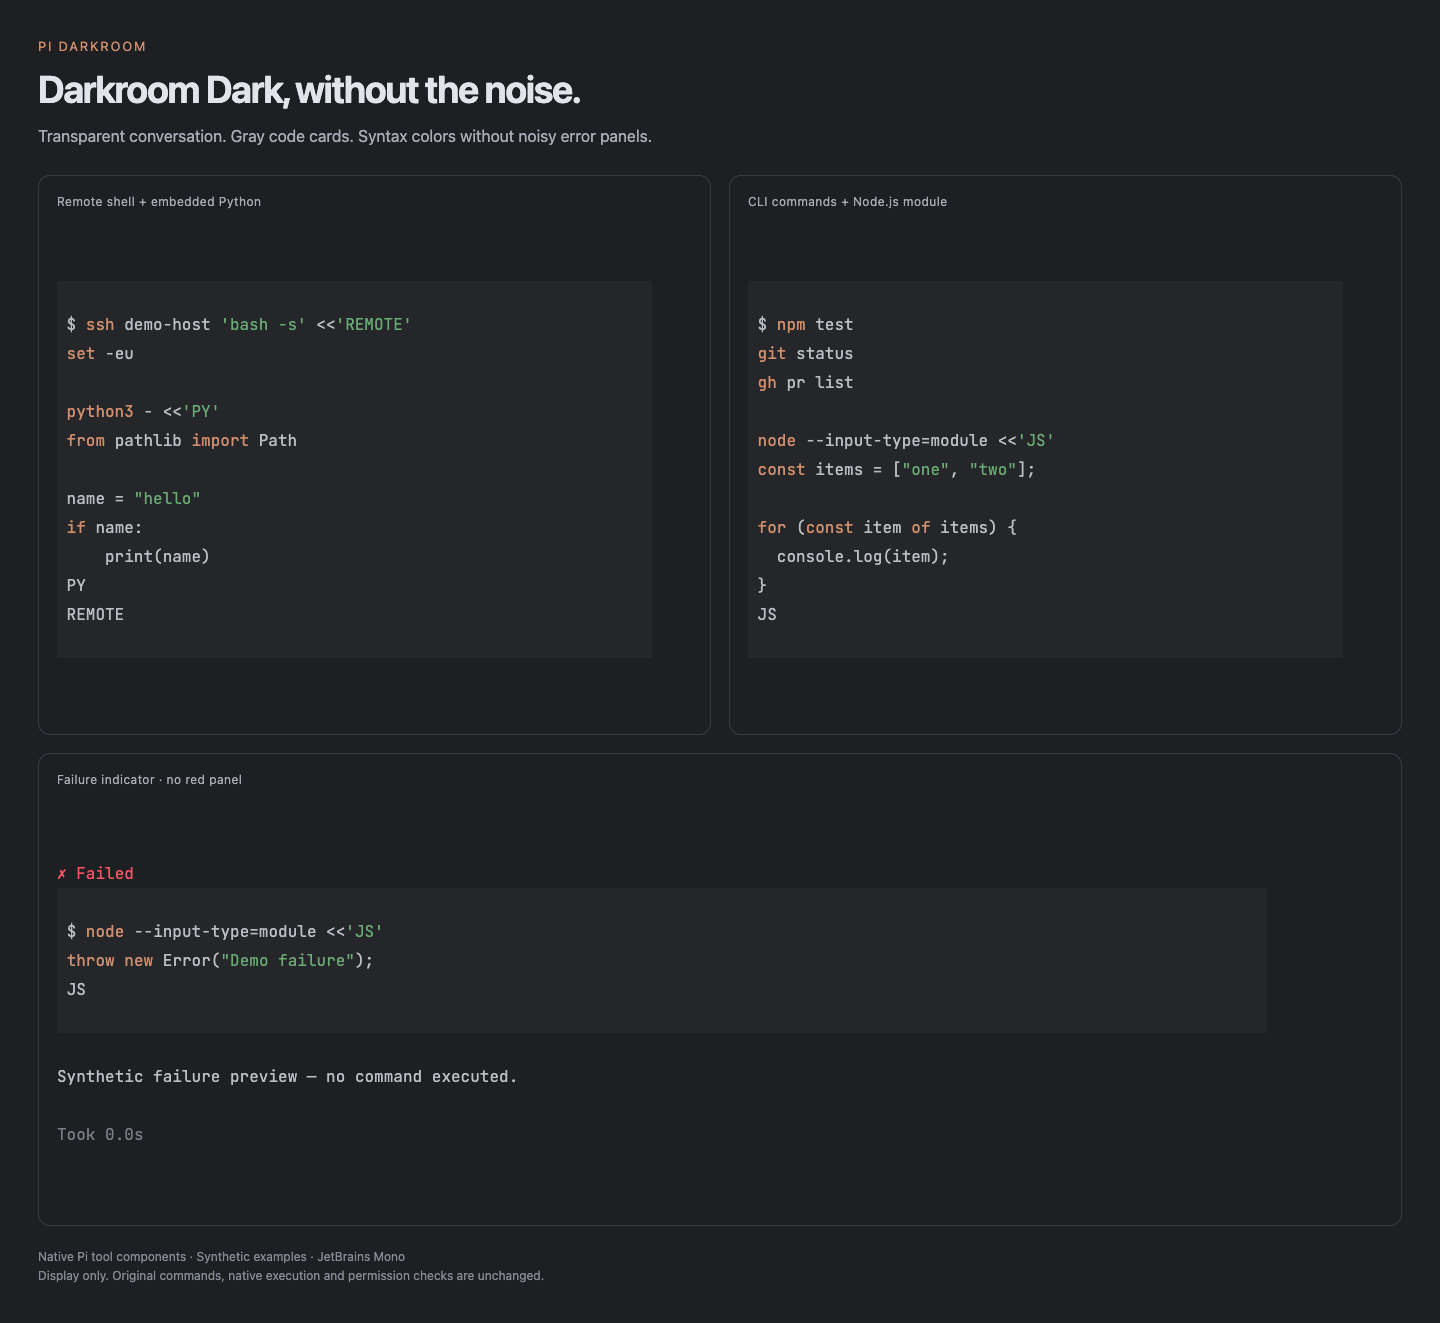 PI DARKROOM
Darkroom Dark, without the noise.
Transparent conversation. Gray code cards. Syntax colors without noisy error panels.
Remote shell + embedded Python
$ ssh demo-host 'bash -s' <<'REMOTE'
set -eu
python3 - <<'PY'
from pathlib import Path
name = "hello"
if name:
    print(name)
PY
REMOTE
CLI commands + Node.js module
$ npm test
git status
gh pr list
node --input-type=module <<'JS'
const items = ["one", "two"];
for (const item of items) {
  console.log(item);
}
JS
Failure indicator · no red panel
✗ Failed
$ node --input-type=module <<'JS'
throw new Error("Demo failure");
JS
Synthetic failure preview — no command executed.
Took 0.0s
Native Pi tool components · Synthetic examples · JetBrains Mono
Display only. Original commands, native execution and permission checks are unchanged.